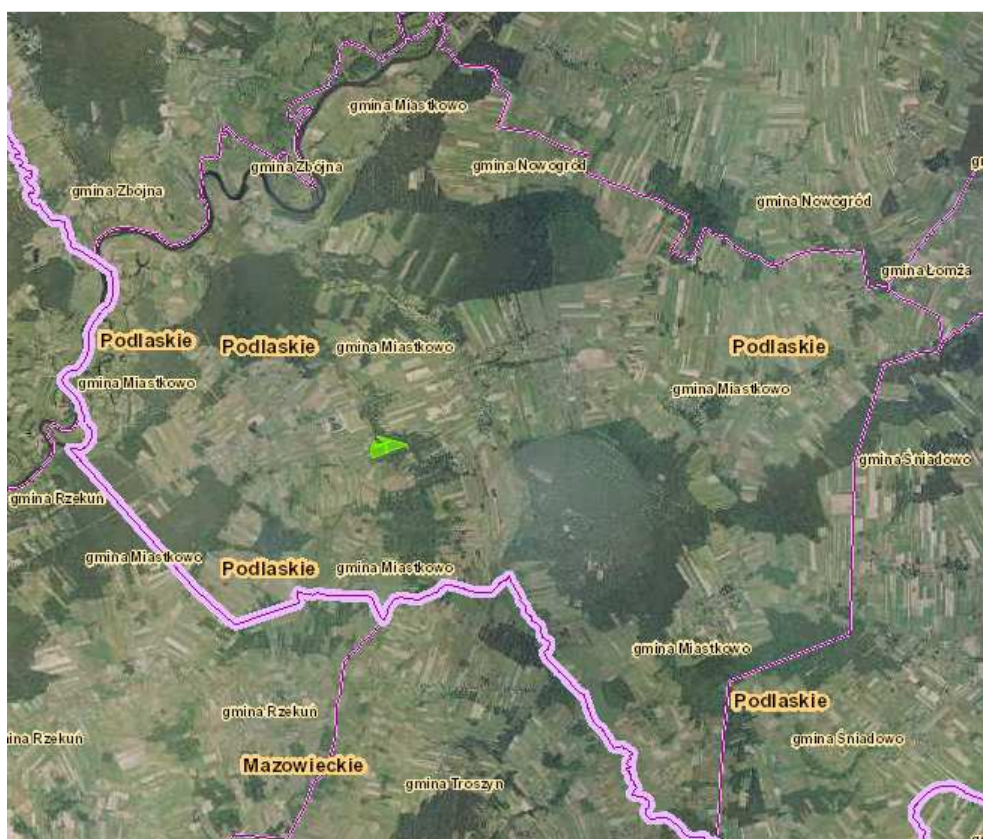 gmina Miastkowo
gmina Zbójna
gmina Nowogród
gmina Zbójna
gmina Nowogród
gmina Łomża
Podlaskie
Podlaskie
gmina Miastkowo
Podlaskie
gmina Miastkowo
gmina Miastkowo
gmina Śniadowo
gmina Rzekuń
gmina Miastkowo
Podlaskie
gmina Miastkowo
gmina Miastkowo
Podlaskie
gmina Rzekuń
mina Rzekuń
gmina Śniadowo
Mazowieckie
gmina Troszyn